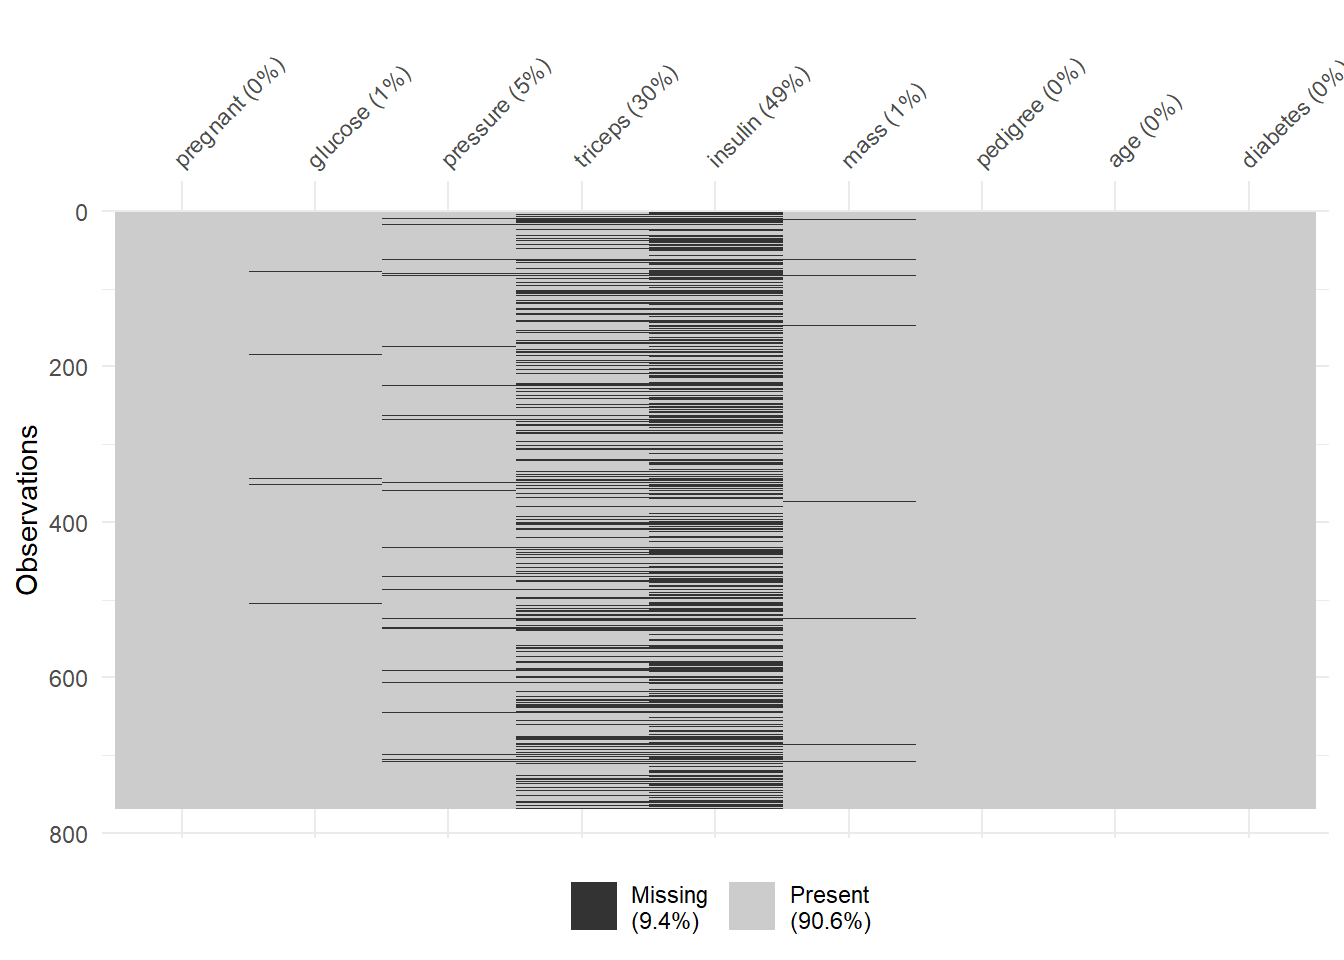 pregnant (0%)
glucose (1%)
pressure (5%)
triceps (30%)
insulin (49%)
mass (1%)
pedigree (0%)
age (0%)
diabetes (0%)
0
200
400
600
800
Observations
Missing
(9.4%)
Present
(90.6%)